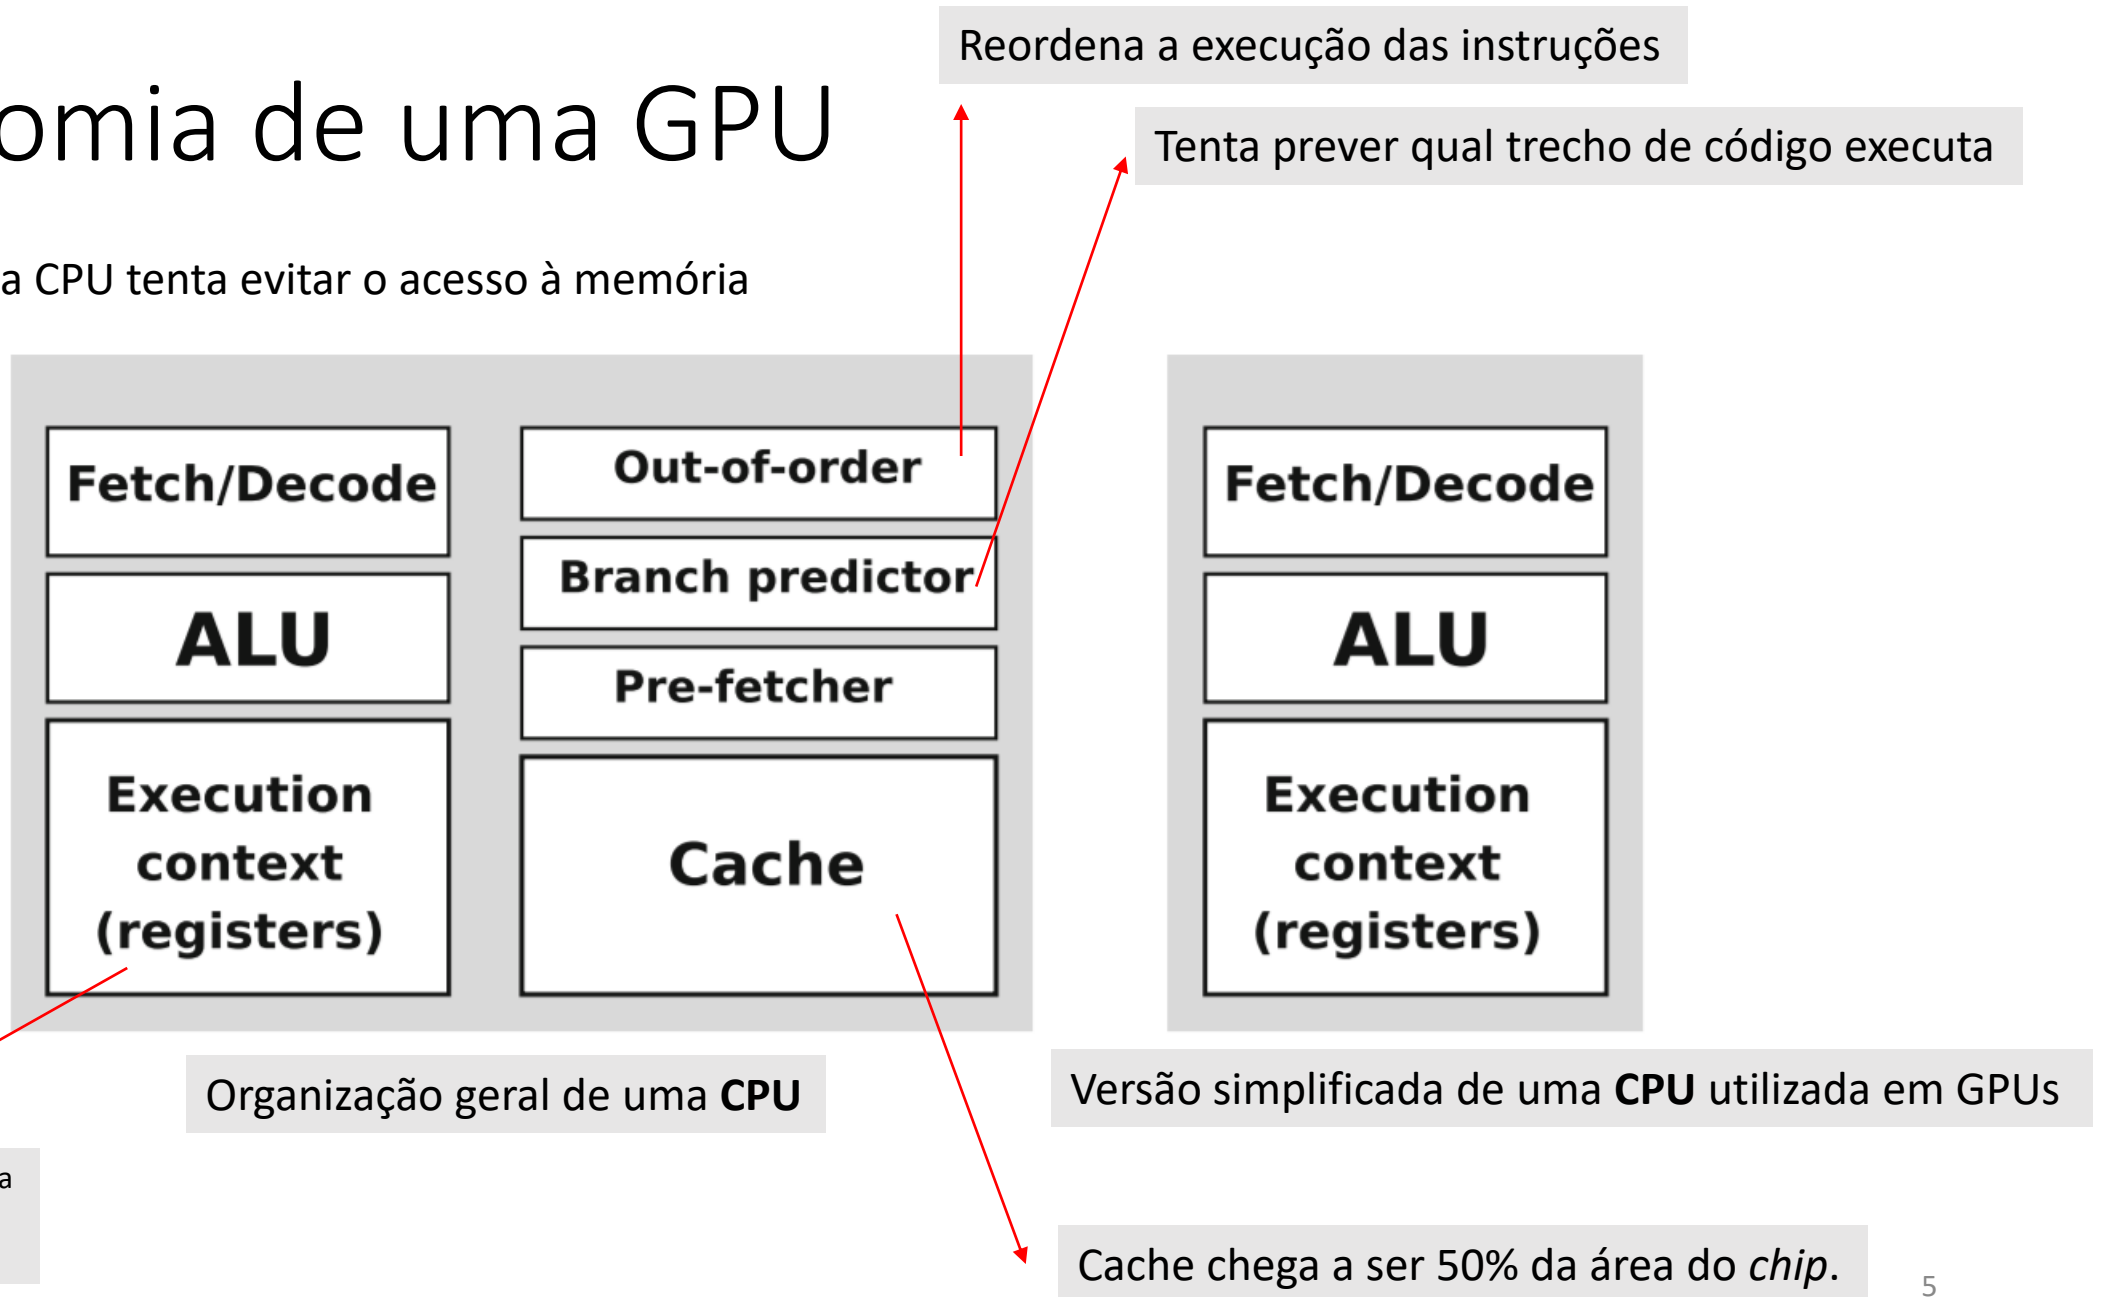 Reordena a execução das instruções
omia de uma GPU
Tenta prever qual trecho de código executa
a CPU tenta evitar o acesso à memória
Fetch/Decode
ALU
Execution
context
(registers)
Out-of-order
Branch predictor
Pre-fetcher
Cache
Fetch/Decode
ALU
Execution
context
(registers)
Organização geral de uma CPU
Versão simplificada de uma CPU utilizada em GPUs
a
Cache chega a ser 50% da área do chip.
5